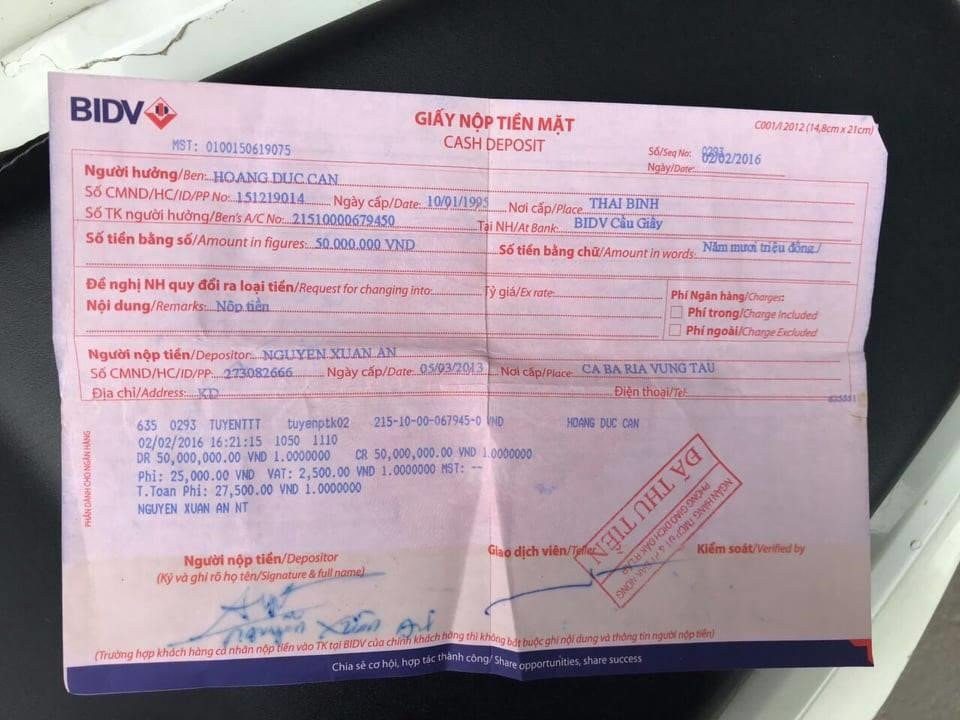 BIDV
GIẤY NỘP TIỀN MẶT
CASH DEPOSIT
C001/I 2012 (14,8cm x 21cm)
MST: 0100150619075
Số/Seq No: 0293
Ngày/Date: 02/02/2016
Người hưởng/Ben: HOANG DUC CAN
Số CMND/HC/ID/PP No: 151219014 Ngày cấp/Date: 10/01/1995 Nơi cấp/Place THAI BINH
Số TK người hưởng/Ben's A/C No: 21510000679450 Tại NH/At Bank: BIDV Cầu Giấy
Số tiền bằng số/Amount in figures: 50.000.000 VND Số tiền bằng chữ/Amount in words: Năm mươi triệu đồng./
Đề nghị NH quy đổi ra loại tiền/Request for changing into: Tỷ giá/Ex rate:
Phí Ngân hàng/Charges:
Nội dung/Remarks: Nộp tiền
Phí trong/Charge Included
Phí ngoài/Charge Excluded
Người nộp tiền/Depositor: NGUYEN XUAN AN
Số CMND/HC/ID/PP 273082666 Ngày cấp/Date: 05/03/2013 Nơi cấp/Place: CA BA RIA VUNG TAU
Địa chỉ/Address: KD Điện thoại/Tel:
PHẦN DÀNH CHO NGÂN HÀNG
635 0293 TUYENTTT tuyenptk02 215-10-00-067945-0 VND HOANG DUC CAN
02/02/2016 16:21:15 1050 1110
DR 50,000,000.00 VND 1.0000000 CR 50,000,000.00 VND 1.0000000
Phi: 25,000.00 VND VAT: 2,500.00 VND 1.0000000 MST: --
T.Toan Phi: 27,500.00 VND 1.0000000
NGUYEN XUAN AN NT
ĐÃ THU TIỀN
Người nộp tiền/Depositor
(Ký và ghi rõ họ tên/Signature & full name)
Giao dịch viên/Teller
Kiểm soát/Verified by
Nguyễn Xuân An
(Trường hợp khách hàng cá nhân nộp tiền vào TK tại BIDV của chính khách hàng thì không bắt buộc ghi nội dung và thông tin người nộp tiền)
Chia sẻ cơ hội, hợp tác thành công/ Share opportunities, share success